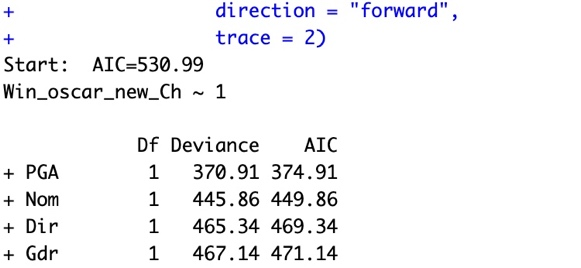 +                 direction = "forward",
+                 trace = 2)
Start:  AIC=530.99
Win_oscar_new_Ch ~ 1

           Df Deviance    AIC
+ PGA       1   370.91 374.91
+ Nom       1   445.86 449.86
+ Dir       1   465.34 469.34
+ Gdr       1   467.14 471.14